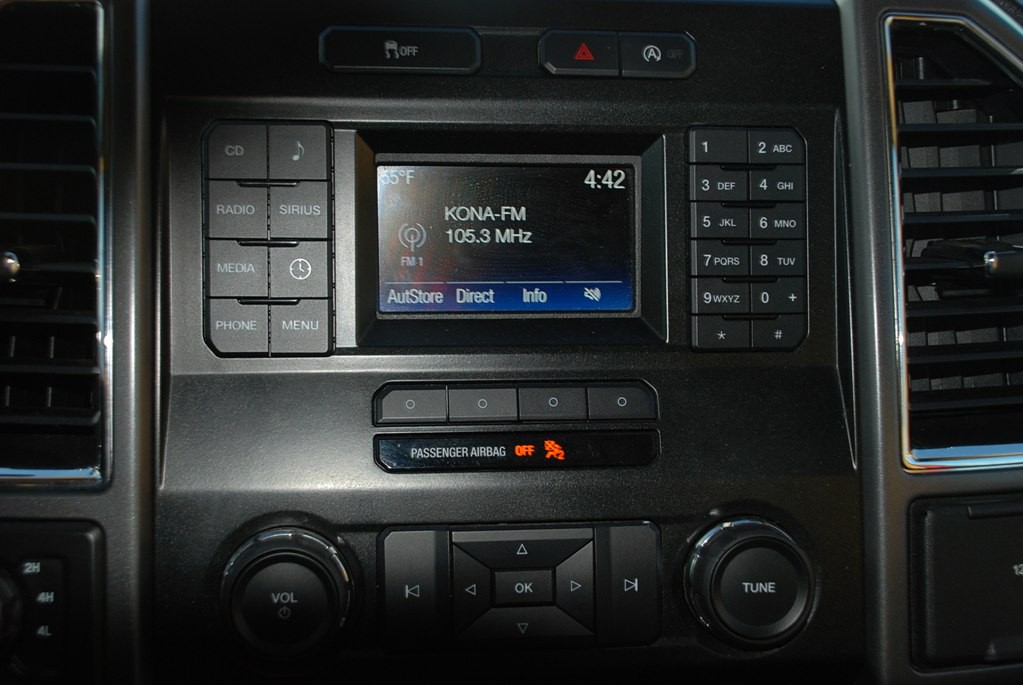 OFF
OFF
CD
RADIO SIRIUS
MEDIA
PHONE MENU
55°F 4:42
KONA-FM
105.3 MHz
FM 1
AutStore Direct Info
1 2 ABC
3 DEF 4 GHI
5 JKL 6 MNO
7 PQRS 8 TUV
9 WXYZ 0 +
* #
PASSENGER AIRBAG OFF 2
VOL
OK
TUNE
2H
4H
4L